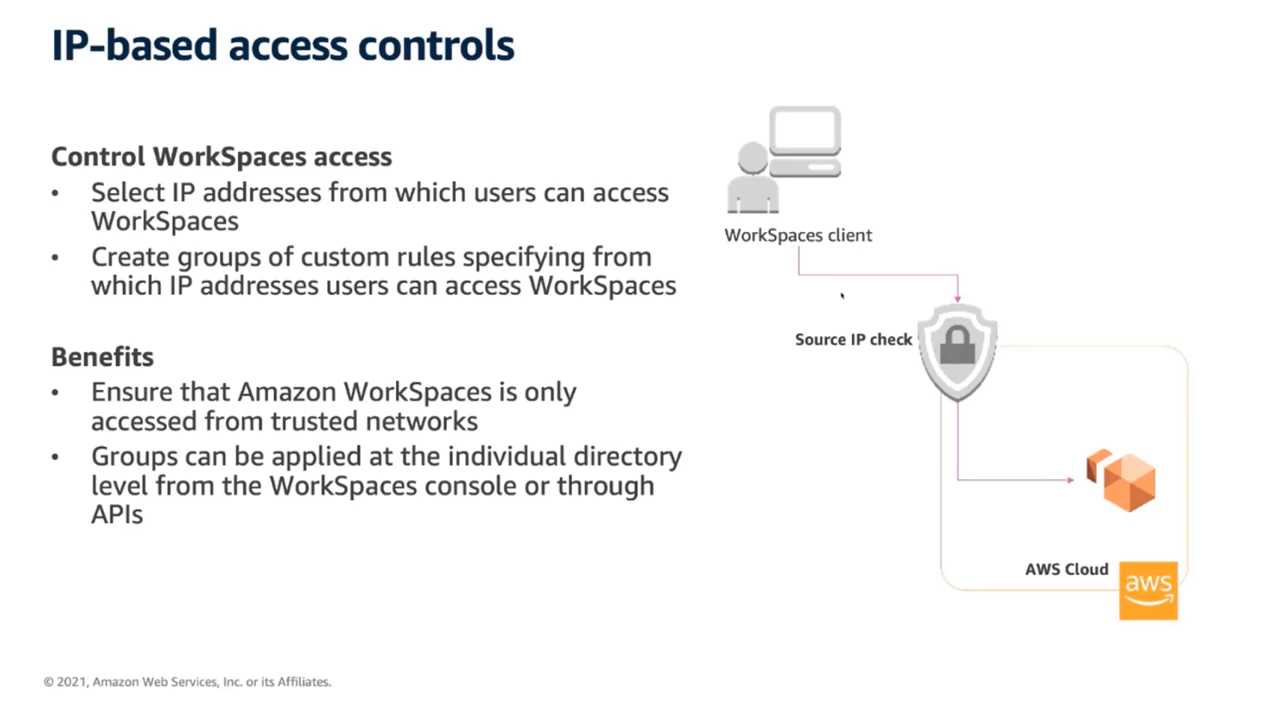 IP-based access controls
Control WorkSpaces access
• Select IP addresses from which users can access
WorkSpaces
• Create groups of custom rules specifying from
which IP addresses users can access WorkSpaces
Benefits
• Ensure that Amazon WorkSpaces is only
accessed from trusted networks
• Groups can be applied at the individual directory
level from the WorkSpaces console or through
APIs
WorkSpaces client
Source IP check
AWS Cloud
aws
© 2021, Amazon Web Services, Inc. or its Affiliates.